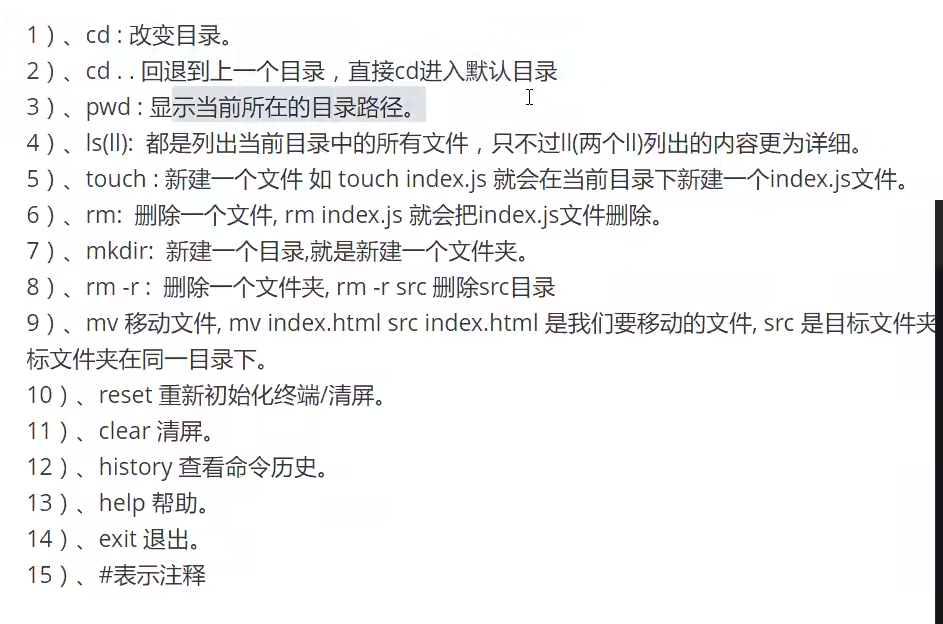 1）、cd : 改变目录。
2）、cd . . 回退到上一个目录，直接cd进入默认目录
3）、pwd : 显示当前所在的目录路径。
4）、ls(ll):  都是列出当前目录中的所有文件，只不过ll(两个ll)列出的内容更为详细。
5）、touch : 新建一个文件 如 touch index.js 就会在当前目录下新建一个index.js文件。
6）、rm:  删除一个文件, rm index.js 就会把index.js文件删除。
7）、mkdir:  新建一个目录,就是新建一个文件夹。
8）、rm -r :  删除一个文件夹, rm -r src 删除src目录
9）、mv 移动文件, mv index.html src index.html 是我们要移动的文件, src 是目标文件夹
标文件夹在同一目录下。
10）、reset 重新初始化终端/清屏。
11）、clear 清屏。
12）、history 查看命令历史。
13）、help 帮助。
14）、exit 退出。
15）、#表示注释